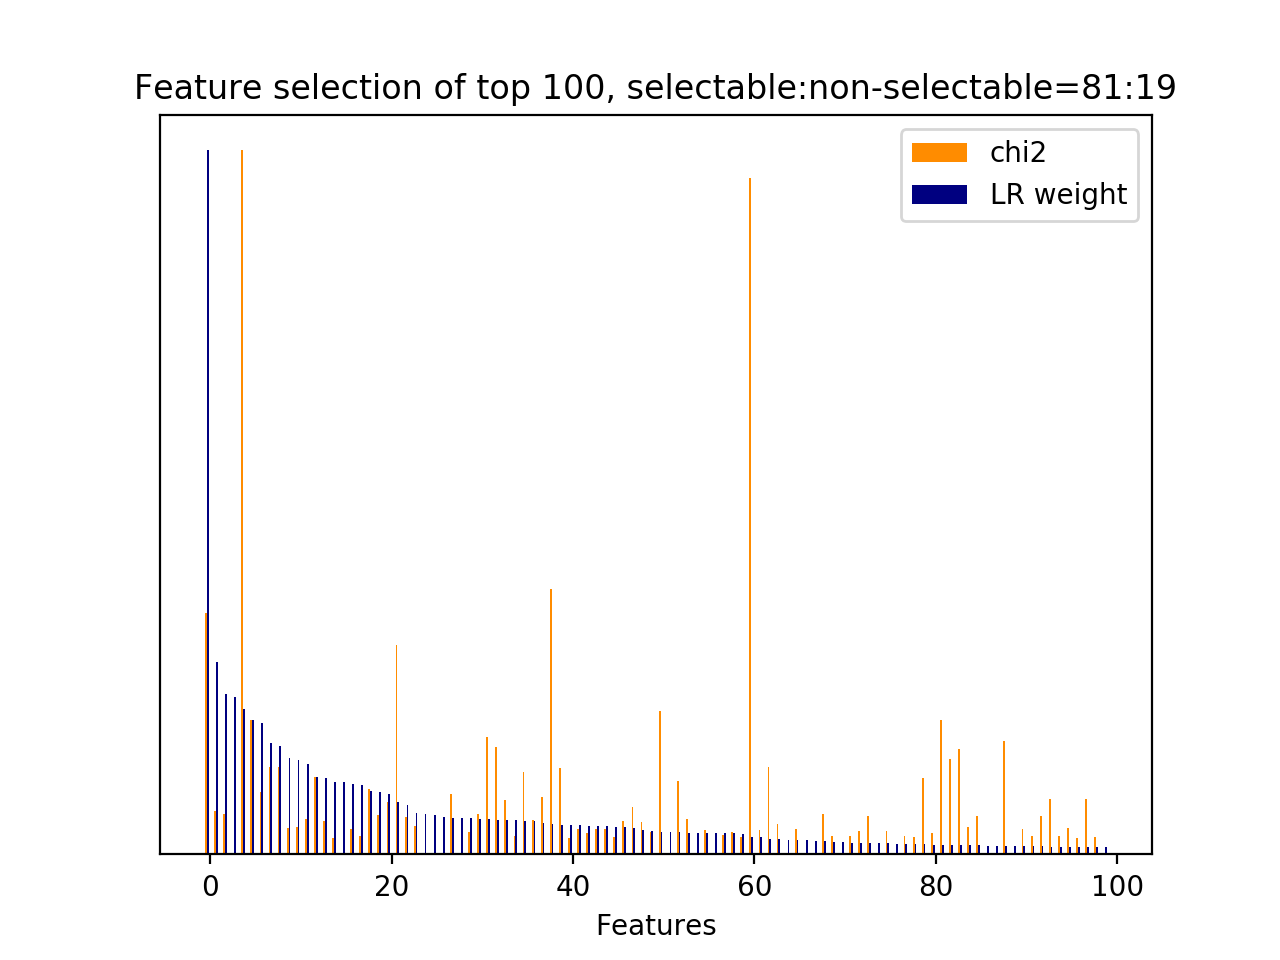 Feature selection of top 100, selectable:non-selectable=81:19
chi2
LR weight
0 20 40 60 80 100
Features